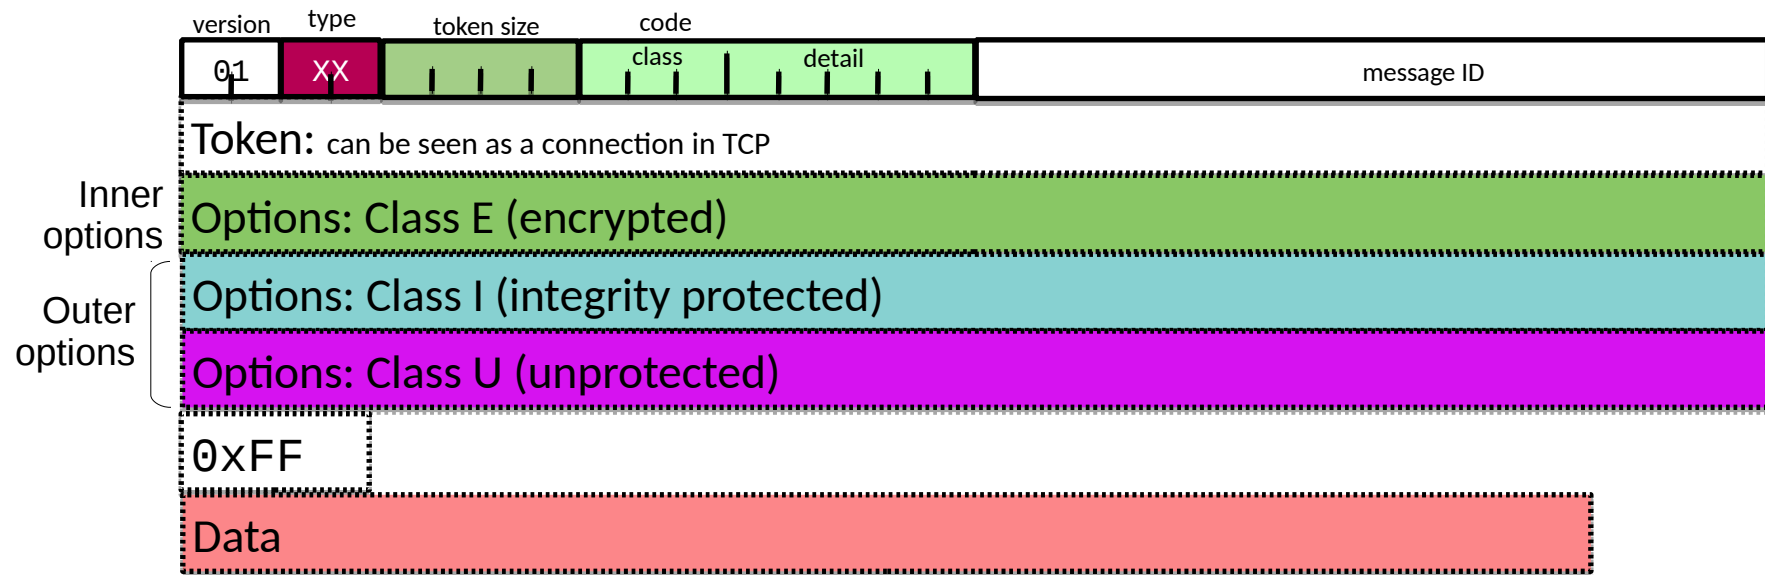 version
type
token size
code
01
XX
class
detail
message ID
Token: can be seen as a connection in TCP
Inner
options
Options: Class E (encrypted)
Outer
options
Options: Class I (integrity protected)
Options: Class U (unprotected)
0xFF
Data